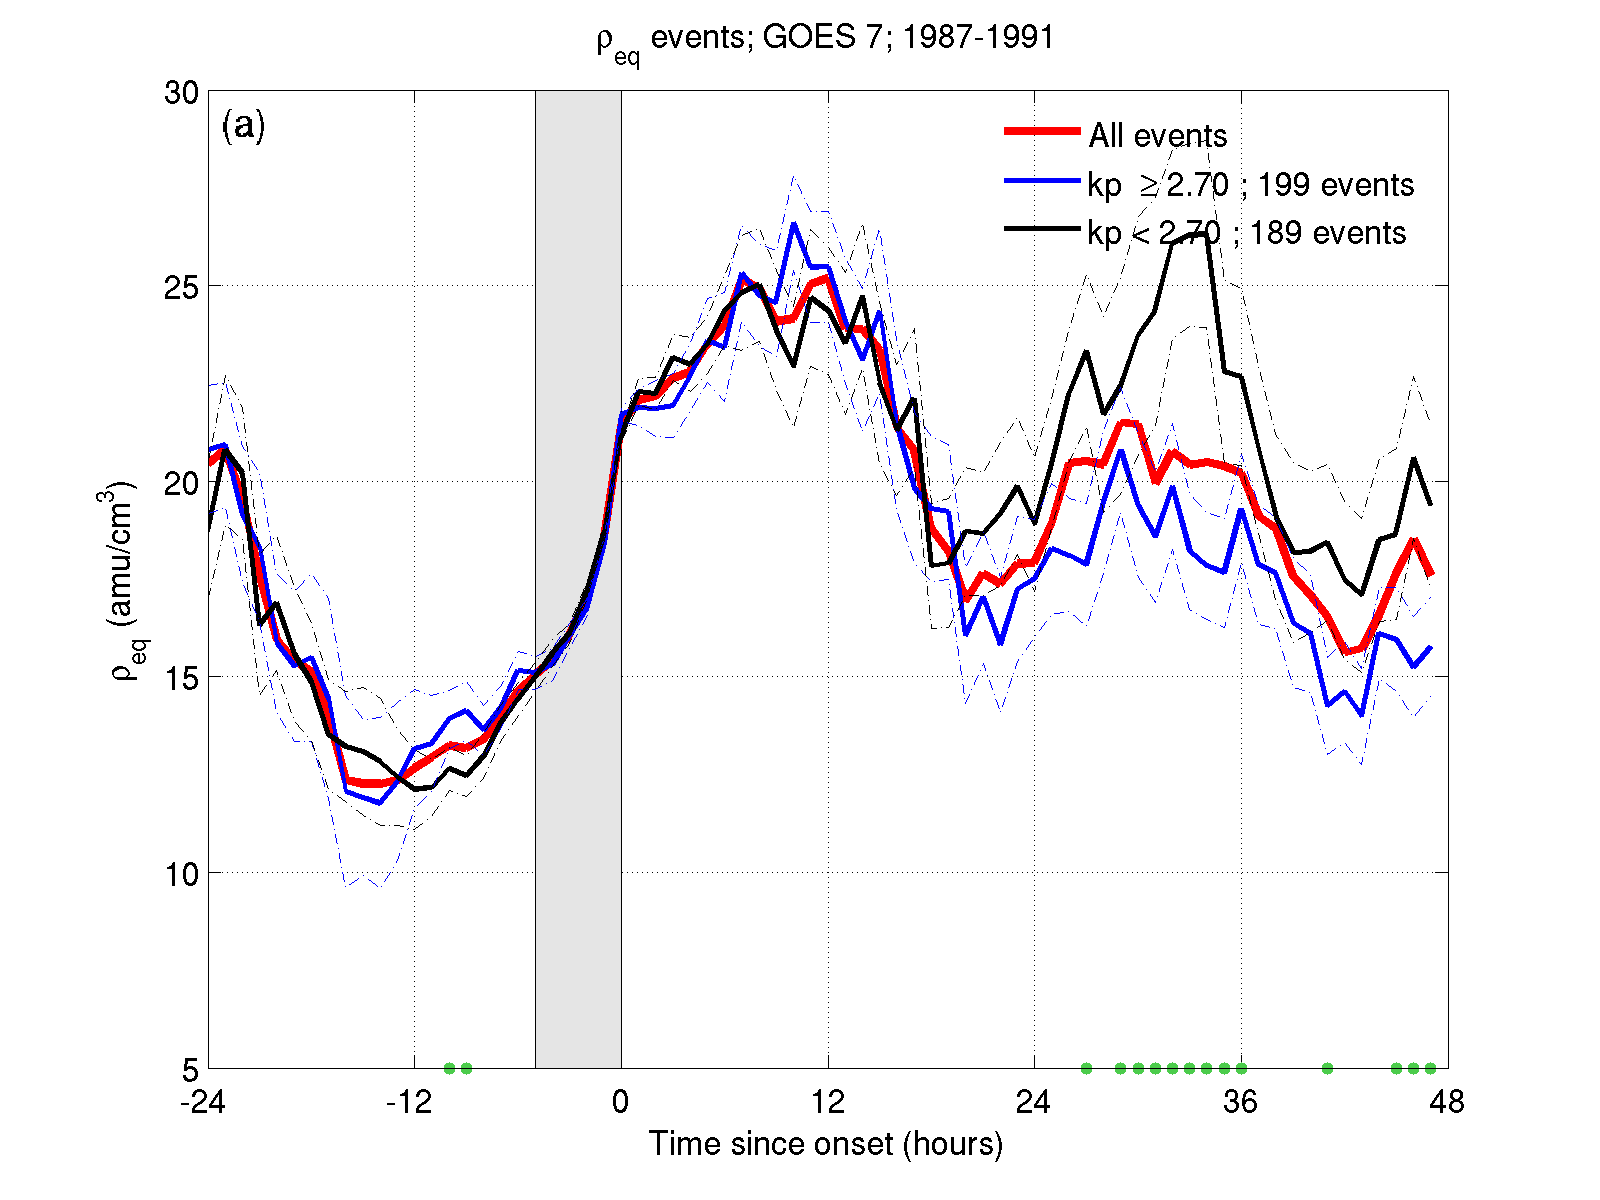 ρeq events; GOES 7; 1987-1991
(a)
All events
kp ≥ 2.70 ; 199 events
kp < 2.70 ; 189 events
30
25
20
15
10
5
ρeq (amu/cm³)
-24 -12 0 12 24 36 48
Time since onset (hours)